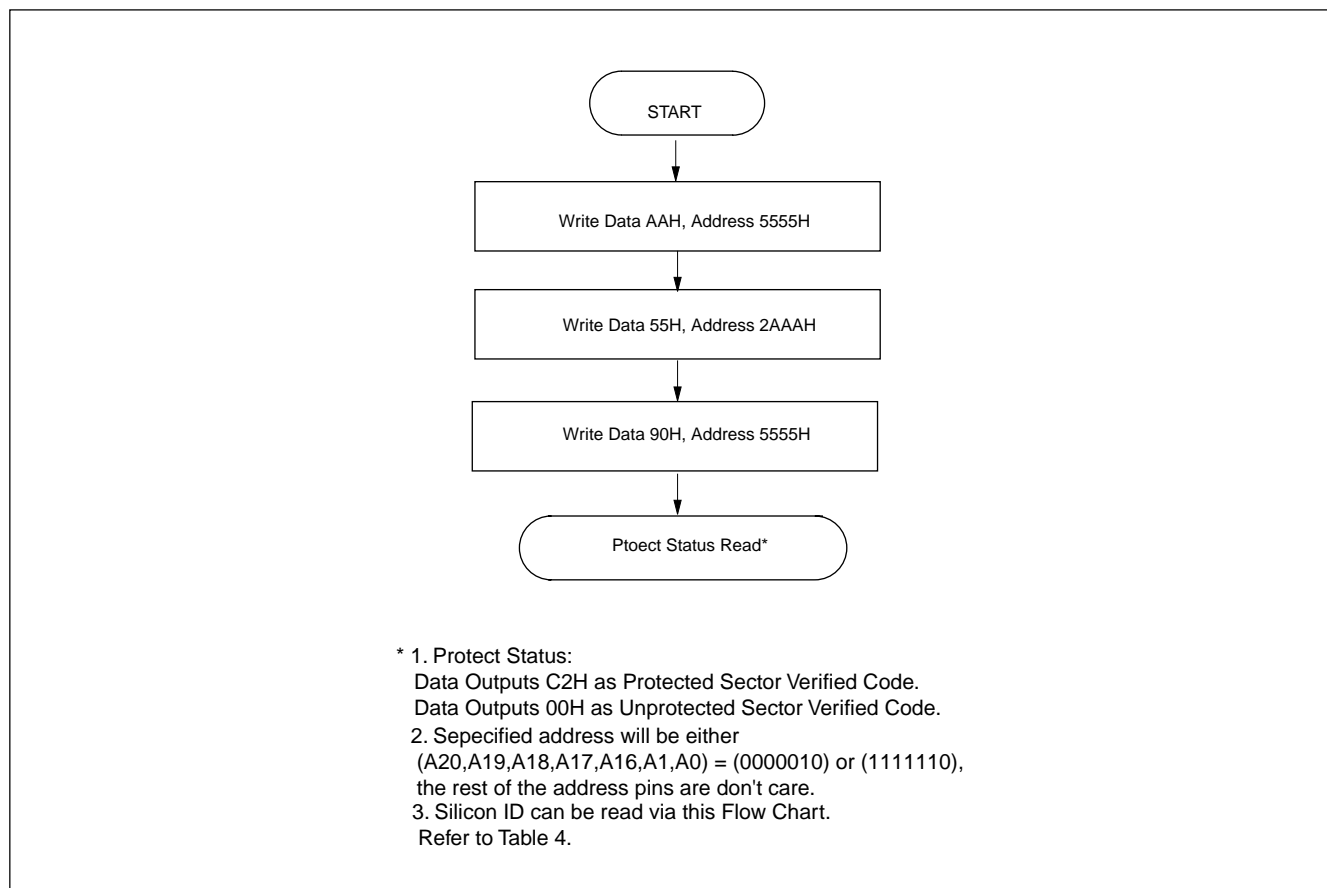 START
Write Data AAH, Address 5555H
Write Data 55H, Address 2AAAH
Write Data 90H, Address 5555H
Ptoect Status Read*
* 1. Protect Status:
Data Outputs C2H as Protected Sector Verified Code.
Data Outputs 00H as Unprotected Sector Verified Code.
2. Sepecified address will be either
(A20,A19,A18,A17,A16,A1,A0) = (0000010) or (1111110),
the rest of the address pins are don't care.
3. Silicon ID can be read via this Flow Chart.
Refer to Table 4.